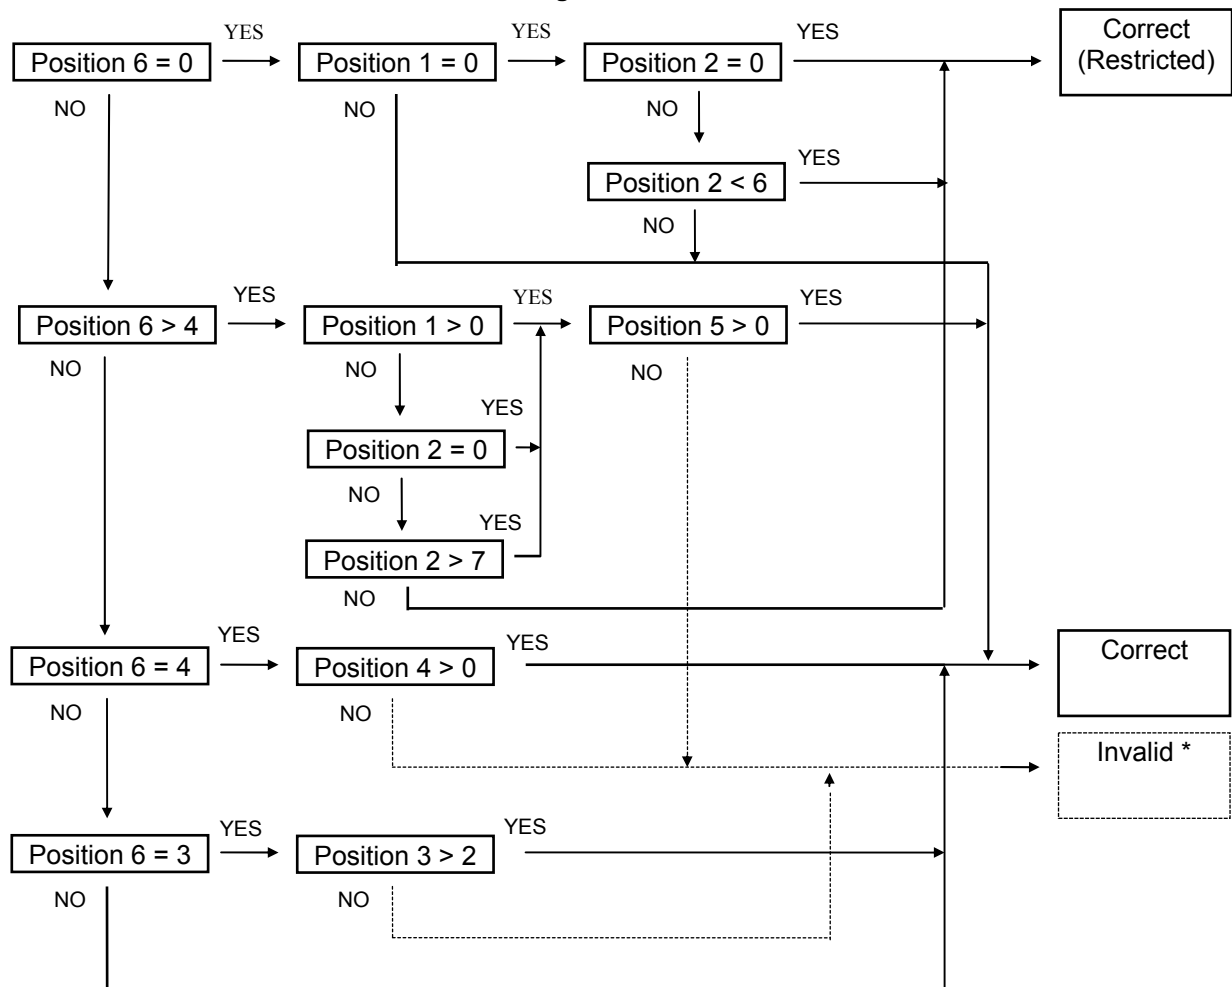 YES
YES
YES
Correct
(Restricted)
Position 6 = 0
Position 1 = 0
Position 2 = 0
NO
NO
NO
YES
Position 2 < 6
NO
YES
YES
YES
Position 6 > 4
Position 1 > 0
Position 5 > 0
NO
NO
NO
YES
Position 2 = 0
NO
YES
Position 2 > 7
NO
YES
YES
Position 6 = 4
Position 4 > 0
Correct
NO
NO
Invalid *
YES
YES
Position 6 = 3
Position 3 > 2
NO
NO